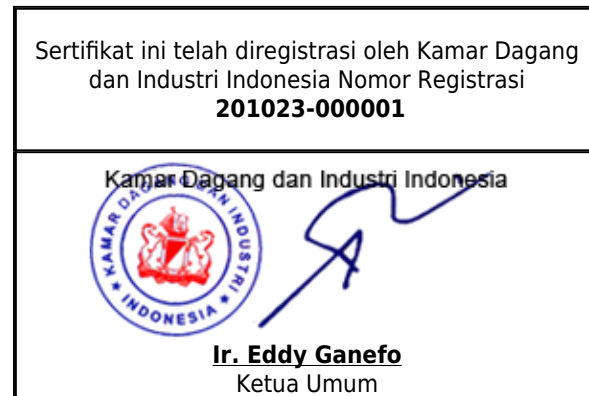 Sertifikat ini telah diregistrasi oleh Kamar Dagang
dan Industri Indonesia Nomor Registrasi
201023-000001
Kamar Dagang dan Industri Indonesia
KAMAR DAGANG DAN INDUSTRI
INDONESIA
Ir. Eddy Ganefo
Ketua Umum